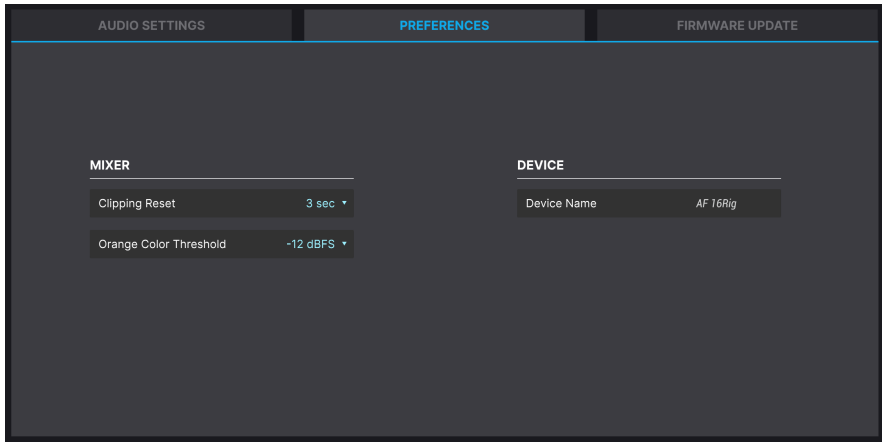 AUDIO SETTINGS
PREFERENCES
FIRMWARE UPDATE
MIXER
Clipping Reset 3 sec
Orange Color Threshold -12 dBFS
DEVICE
Device Name AF 16Rig